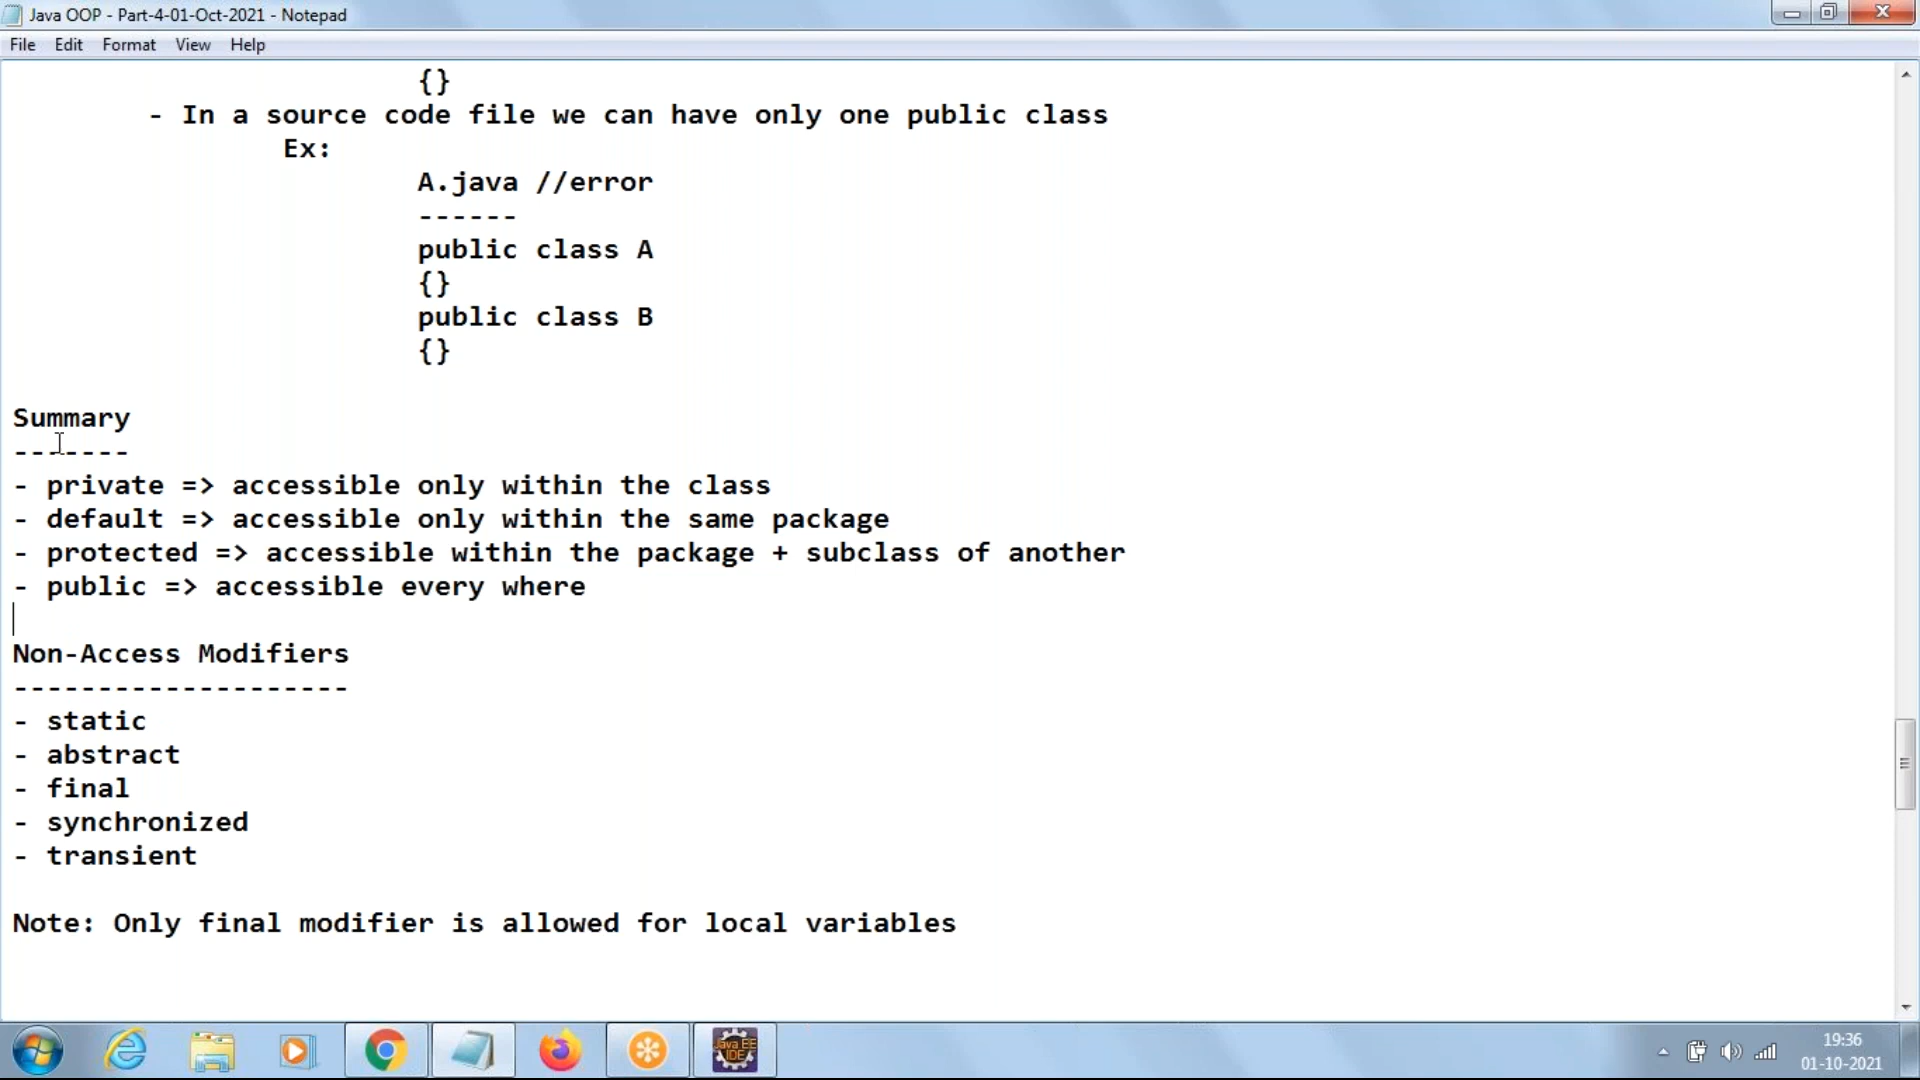 Java OOP - Part-4-01-Oct-2021 - Notepad
File Edit Format View Help
{}
- In a source code file we can have only one public class
Ex:
A.java //error
------
public class A
{}
public class B
{}
Summary
-------
- private => accessible only within the class
- default => accessible only within the same package
- protected => accessible within the package + subclass of another
- public => accessible every where
Non-Access Modifiers
--------------------
- static
- abstract
- final
- synchronized
- transient
Note: Only final modifier is allowed for local variables
Java EE
IDE
19:36
01-10-2021